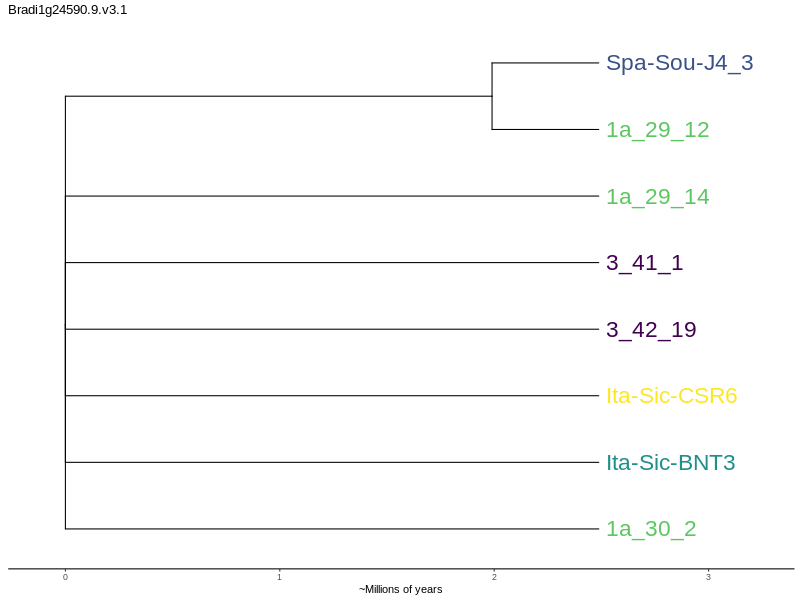 Bradi1g24590.9.v3.1
Spa-Sou-J4_3
1a_29_12
1a_29_14
3_41_1
3_42_19
Ita-Sic-CSR6
Ita-Sic-BNT3
1a_30_2
0 1 2 3
~Millions of years